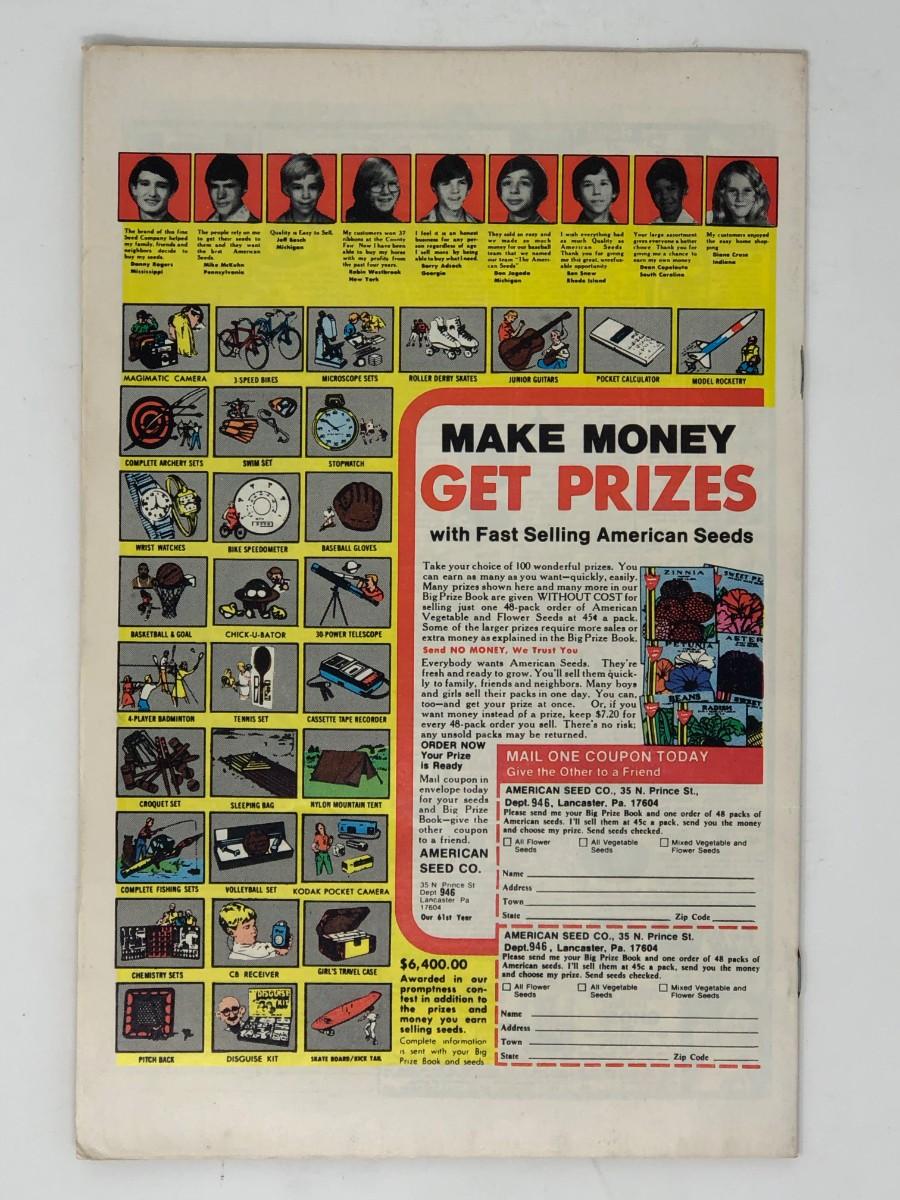 The brand of this fine
Seed Company helped
my family, friends and
neighbors decide to
buy my seeds.
Danny Rogers
Mississippi
The people rely on me
to get their seeds to
them and they want
the best American
Seeds.
Mike McKuhn
Pennsylvania
Quality is Easy to Sell.
Jeff Basch
Michigan
My customers won 37
ribbons at the County
Fair. Now I have been
able to buy my horse
with my profits from
the past four years.
Robin Westbrook
New York
I feel it is an honest
business for any per-
son regardless of age.
I sell more by being
able to buy what I need.
Barry Adcock
Georgia
They sold so easy and
we made so much
money for our baseball
team that we named
our team "The Ameri-
can Seeds"
Don Jagoda
Michigan
I wish everything had
as much Quality as
American Seeds
Thank you for giving
me this great, unrefus-
able opportunity
Ron Snow
Rhode Island
Your large assortment
gives everyone a better
choice. Thank you for
giving me a chance to
earn my own money
Dean Capelouto
South Carolina
My customers enjoyed
the easy home shop-
ping
Diane Cruse
Indiana
MAGIMATIC CAMERA
3-SPEED BIKES
MICROSCOPE SETS
ROLLER DERBY SKATES
JUNIOR GUITARS
POCKET CALCULATOR
MODEL ROCKETRY
COMPLETE ARCHERY SETS
SWIM SET
STOPWATCH
WRIST WATCHES
BIKE SPEEDOMETER
BASEBALL GLOVES
BASKETBALL & GOAL
CHICK-U-BATOR
30-POWER TELESCOPE
4-PLAYER BADMINTON
TENNIS SET
CASSETTE TAPE RECORDER
CROQUET SET
SLEEPING BAG
NYLON MOUNTAIN TENT
COMPLETE FISHING SETS
VOLLEYBALL SET
KODAK POCKET CAMERA
CHEMISTRY SETS
CB RECEIVER
GIRL'S TRAVEL CASE
PITCH BACK
DISGUISE KIT
DISGUISE KIT
SKATE BOARD/KICK TAIL
MAKE MONEY
GET PRIZES
with Fast Selling American Seeds
Take your choice of 100 wonderful prizes. You
can earn as many as you want—quickly, easily.
Many prizes shown here and many more in our
Big Prize Book are given WITHOUT COST for
selling just one 48-pack order of American
Vegetable and Flower Seeds at 45¢ a pack.
Some of the larger prizes require more sales or
extra money as explained in the Big Prize Book.
Send NO MONEY, We Trust You
Everybody wants American Seeds. They're
fresh and ready to grow. You'll sell them quick-
ly to family, friends and neighbors. Many boys
and girls sell their packs in one day. You can,
too—and get your prize at once. Or, if you
want money instead of a prize, keep $7.20 for
every 48-pack order you sell. There's no risk;
any unsold packs may be returned.
ZINNIA
SWEET PE
PETUNIA
ASTER
BEANS
RADISH
SWEET
ORDER NOW
Your Prize
is Ready
Mail coupon in
envelope today
for your seeds
and Big Prize
Book—give the
other coupon
to a friend.
AMERICAN
SEED CO.
35 N Prince St
Dept 946
Lancaster Pa
17604
Our 61st Year
MAIL ONE COUPON TODAY
Give the Other to a Friend
AMERICAN SEED CO., 35 N. Prince St.,
Dept. 946, Lancaster, Pa. 17604
Please send me your Big Prize Book and one order of 48 packs of
American seeds. I'll sell them at 45c a pack, send you the money
and choose my prize. Send seeds checked.
All Flower Seeds
All Vegetable Seeds
Mixed Vegetable and Flower Seeds
Name
Address
Town
State Zip Code
AMERICAN SEED CO., 35 N. Prince St.
Dept. 946, Lancaster, Pa. 17604
Please send me your Big Prize Book and one order of 48 packs of
American seeds. I'll sell them at 45c a pack, send you the money
and choose my prize. Send seeds checked.
All Flower Seeds
All Vegetable Seeds
Mixed Vegetable and Flower Seeds
Name
Address
Town
State Zip Code
$6,400.00
Awarded in our
promptness con-
test in addition to
the prizes and
money you earn
selling seeds.
Complete information
is sent with your Big
Prize Book and seeds